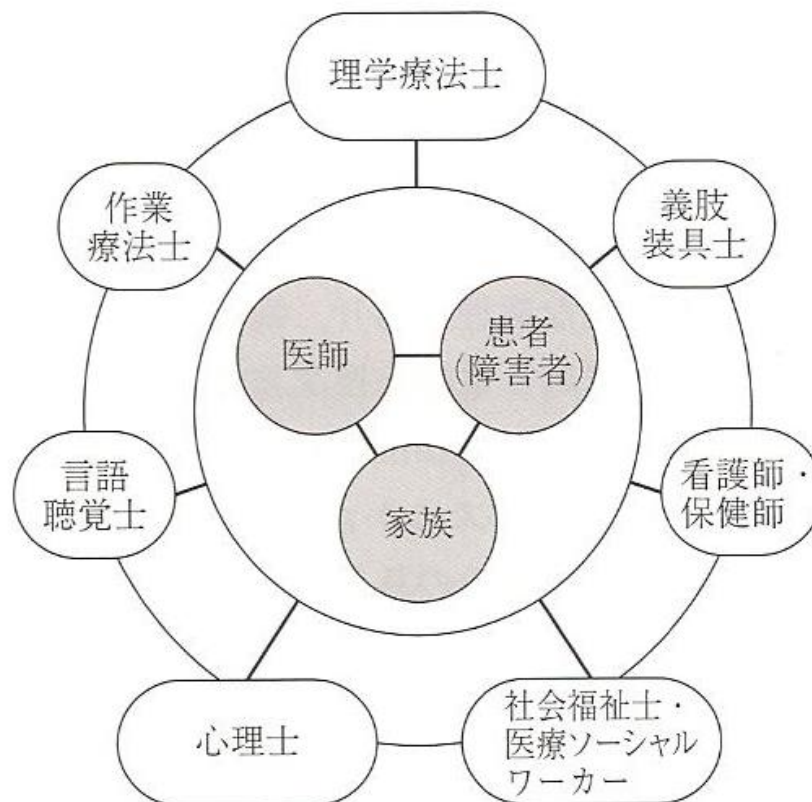 理学療法士
作業
療法士
義肢
装具士
医師
患者
(障害者)
家族
言語
聴覚士
看護師・
保健師
心理士
社会福祉士・
医療ソーシャル
ワーカー